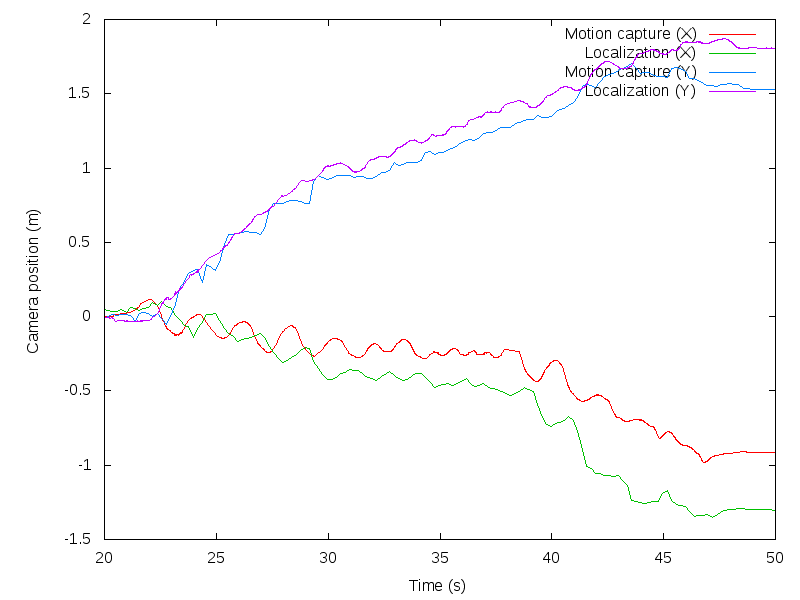 2
1.5
1
0.5
0
-0.5
-1
-1.5
20 25 30 35 40 45 50
Camera position (m)
Time (s)
Motion capture (X)
Localization (X)
Motion capture (Y)
Localization (Y)